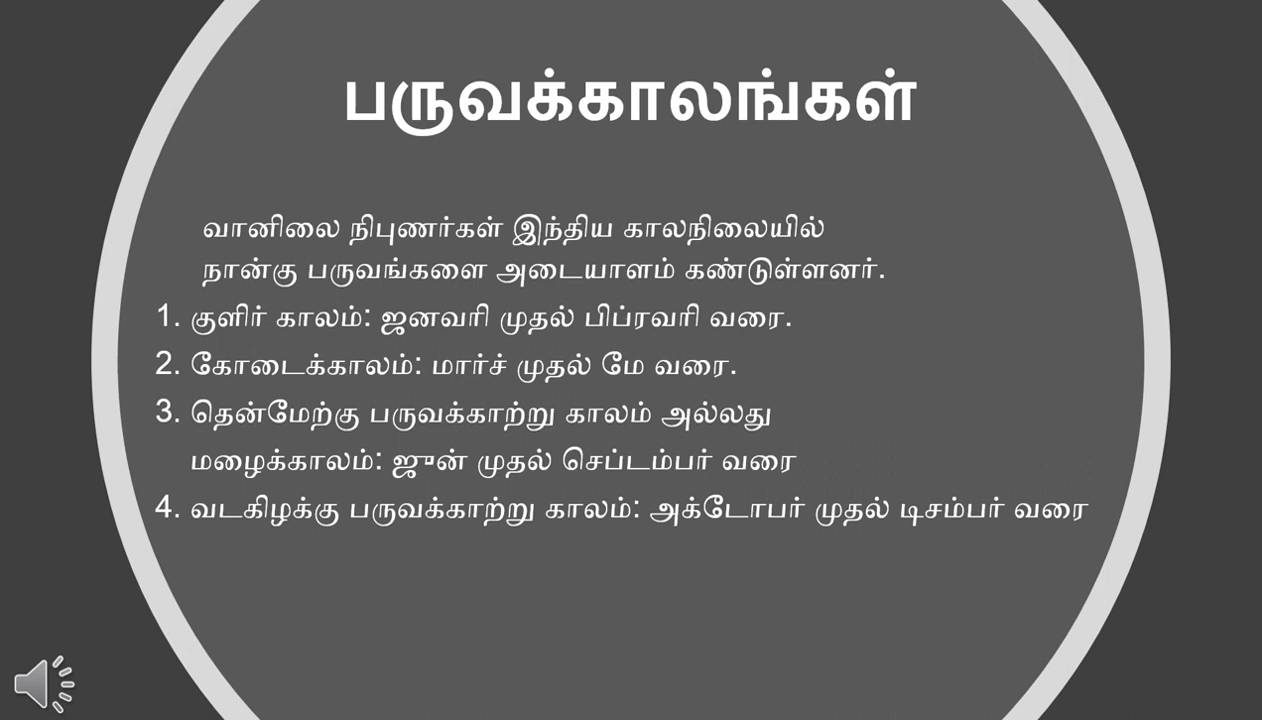 பருவக்காலங்கள்
வானிலை நிபுணர்கள் இந்திய காலநிலையில்
நான்கு பருவங்களை அடையாளம் கண்டுள்ளனர்.
1. குளிர் காலம்: ஜனவரி முதல் பிப்ரவரி வரை.
2. கோடைக்காலம்: மார்ச் முதல் மே வரை.
3. தென்மேற்கு பருவக்காற்று காலம் அல்லது
மழைக்காலம்: ஜுன் முதல் செப்டம்பர் வரை
4. வடகிழக்கு பருவக்காற்று காலம்: அக்டோபர் முதல் டிசம்பர் வரை